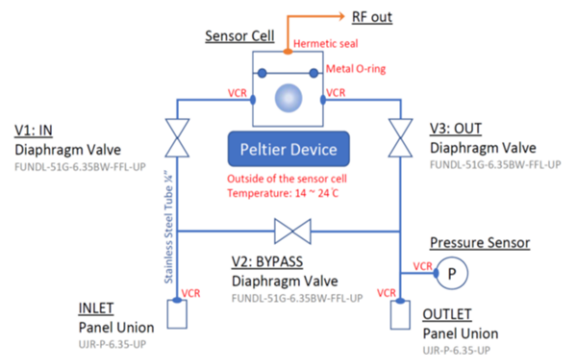 RF out
Sensor Cell
Hermetic seal
Metal O-ring
VCR
VCR
V1: IN
Diaphragm Valve
FUNDL-51G-6.35BW-FFL-UP
Peltier Device
V3: OUT
Diaphragm Valve
FUNDL-51G-6.35BW-FFL-UP
Outside of the sensor cell
Temperature: 14 ~ 24℃
Stainless Steel Tube ¼”
V2: BYPASS
Diaphragm Valve
FUNDL-51G-6.35BW-FFL-UP
Pressure Sensor
VCR
P
VCR
INLET
Panel Union
UJR-P-6.35-UP
VCR
OUTLET
Panel Union
UJR-P-6.35-UP